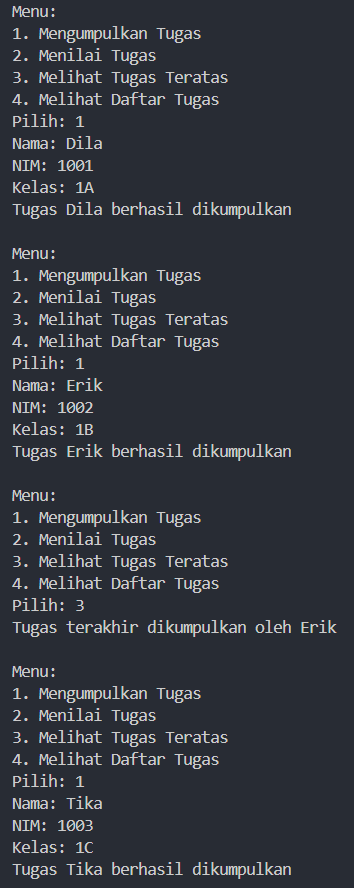 Menu:
1. Mengumpulkan Tugas
2. Menilai Tugas
3. Melihat Tugas Teratas
4. Melihat Daftar Tugas
Pilih: 1
Nama: Dila
NIM: 1001
Kelas: 1A
Tugas Dila berhasil dikumpulkan

Menu:
1. Mengumpulkan Tugas
2. Menilai Tugas
3. Melihat Tugas Teratas
4. Melihat Daftar Tugas
Pilih: 1
Nama: Erik
NIM: 1002
Kelas: 1B
Tugas Erik berhasil dikumpulkan

Menu:
1. Mengumpulkan Tugas
2. Menilai Tugas
3. Melihat Tugas Teratas
4. Melihat Daftar Tugas
Pilih: 3
Tugas terakhir dikumpulkan oleh Erik

Menu:
1. Mengumpulkan Tugas
2. Menilai Tugas
3. Melihat Tugas Teratas
4. Melihat Daftar Tugas
Pilih: 1
Nama: Tika
NIM: 1003
Kelas: 1C
Tugas Tika berhasil dikumpulkan